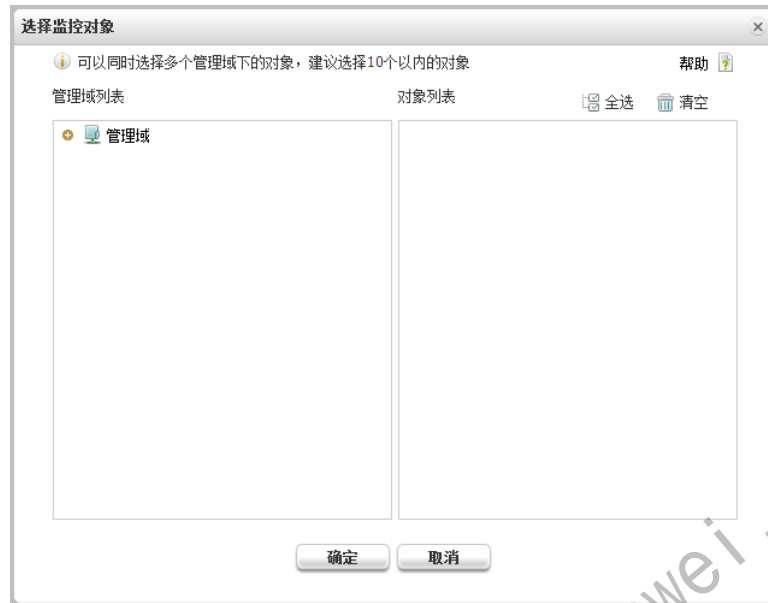 选择监控对象
可以同时选择多个管理域下的对象，建议选择10个以内的对象 帮助
管理域列表 对象列表 全选 清空
管理域
确定 取消